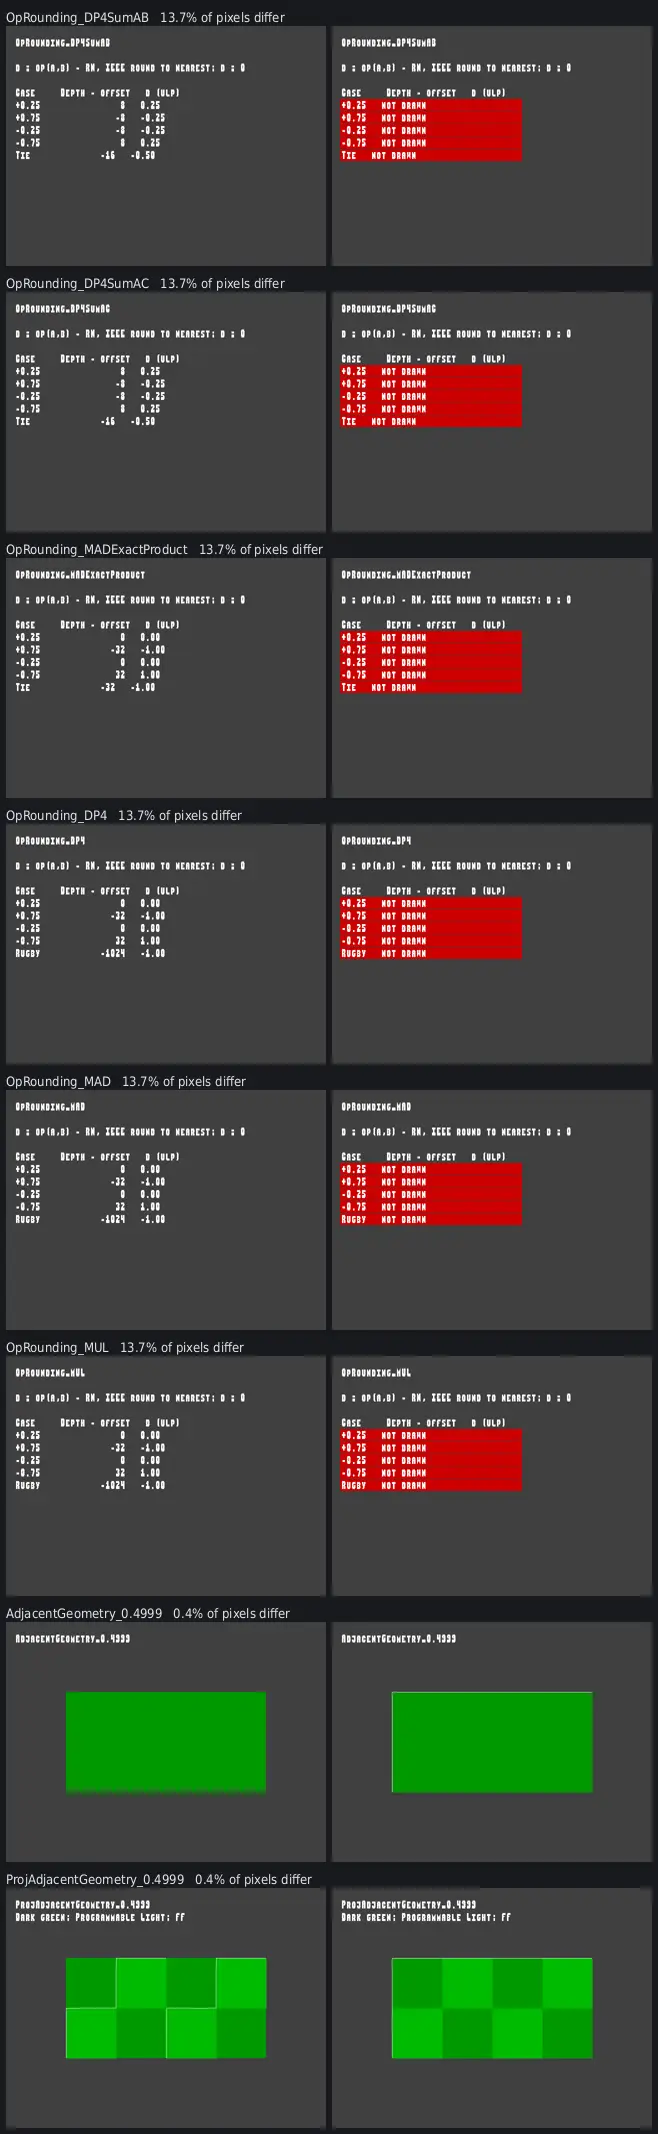 OpRounding_DP4SumAB 13.7% of pixels differ
OpRounding_DP4SumAB
D = op(a,b) - RN, IEEE round to nearest: D = 0
Case Depth - offset D (ULP)
+0.25 8 0.25
+0.75 -8 -0.25
-0.25 -8 -0.25
-0.75 8 0.25
Tie -16 -0.50
OpRounding_DP4SumAB
D = op(a,b) - RN, IEEE round to nearest: D = 0
Case Depth - offset D (ULP)
+0.25 NOT DRAWN
+0.75 NOT DRAWN
-0.25 NOT DRAWN
-0.75 NOT DRAWN
Tie NOT DRAWN
OpRounding_DP4SumAC 13.7% of pixels differ
OpRounding_DP4SumAC
D = op(a,b) - RN, IEEE round to nearest: D = 0
Case Depth - offset D (ULP)
+0.25 8 0.25
+0.75 -8 -0.25
-0.25 -8 -0.25
-0.75 8 0.25
Tie -16 -0.50
OpRounding_DP4SumAC
D = op(a,b) - RN, IEEE round to nearest: D = 0
Case Depth - offset D (ULP)
+0.25 NOT DRAWN
+0.75 NOT DRAWN
-0.25 NOT DRAWN
-0.75 NOT DRAWN
Tie NOT DRAWN
OpRounding_MADExactProduct 13.7% of pixels differ
OpRounding_MADExactProduct
D = op(a,b) - RN, IEEE round to nearest: D = 0
Case Depth - offset D (ULP)
+0.25 0 0.00
+0.75 -32 -1.00
-0.25 0 0.00
-0.75 32 1.00
Tie -32 -1.00
OpRounding_MADExactProduct
D = op(a,b) - RN, IEEE round to nearest: D = 0
Case Depth - offset D (ULP)
+0.25 NOT DRAWN
+0.75 NOT DRAWN
-0.25 NOT DRAWN
-0.75 NOT DRAWN
Tie NOT DRAWN
OpRounding_DP4 13.7% of pixels differ
OpRounding_DP4
D = op(a,b) - RN, IEEE round to nearest: D = 0
Case Depth - offset D (ULP)
+0.25 0 0.00
+0.75 -32 -1.00
-0.25 0 0.00
-0.75 32 1.00
Rugby -1024 -1.00
OpRounding_DP4
D = op(a,b) - RN, IEEE round to nearest: D = 0
Case Depth - offset D (ULP)
+0.25 NOT DRAWN
+0.75 NOT DRAWN
-0.25 NOT DRAWN
-0.75 NOT DRAWN
Rugby NOT DRAWN
OpRounding_MAD 13.7% of pixels differ
OpRounding_MAD
D = op(a,b) - RN, IEEE round to nearest: D = 0
Case Depth - offset D (ULP)
+0.25 0 0.00
+0.75 -32 -1.00
-0.25 0 0.00
-0.75 32 1.00
Rugby -1024 -1.00
OpRounding_MAD
D = op(a,b) - RN, IEEE round to nearest: D = 0
Case Depth - offset D (ULP)
+0.25 NOT DRAWN
+0.75 NOT DRAWN
-0.25 NOT DRAWN
-0.75 NOT DRAWN
Rugby NOT DRAWN
OpRounding_MUL 13.7% of pixels differ
OpRounding_MUL
D = op(a,b) - RN, IEEE round to nearest: D = 0
Case Depth - offset D (ULP)
+0.25 0 0.00
+0.75 -32 -1.00
-0.25 0 0.00
-0.75 32 1.00
Rugby -1024 -1.00
OpRounding_MUL
D = op(a,b) - RN, IEEE round to nearest: D = 0
Case Depth - offset D (ULP)
+0.25 NOT DRAWN
+0.75 NOT DRAWN
-0.25 NOT DRAWN
-0.75 NOT DRAWN
Rugby NOT DRAWN
AdjacentGeometry_0.4999 0.4% of pixels differ
AdjacentGeometry_0.4999
AdjacentGeometry_0.4999
ProjAdjacentGeometry_0.4999 0.4% of pixels differ
ProjAdjacentGeometry_0.4999
Dark green: Programmable Light: FF
ProjAdjacentGeometry_0.4999
Dark green: Programmable Light: FF